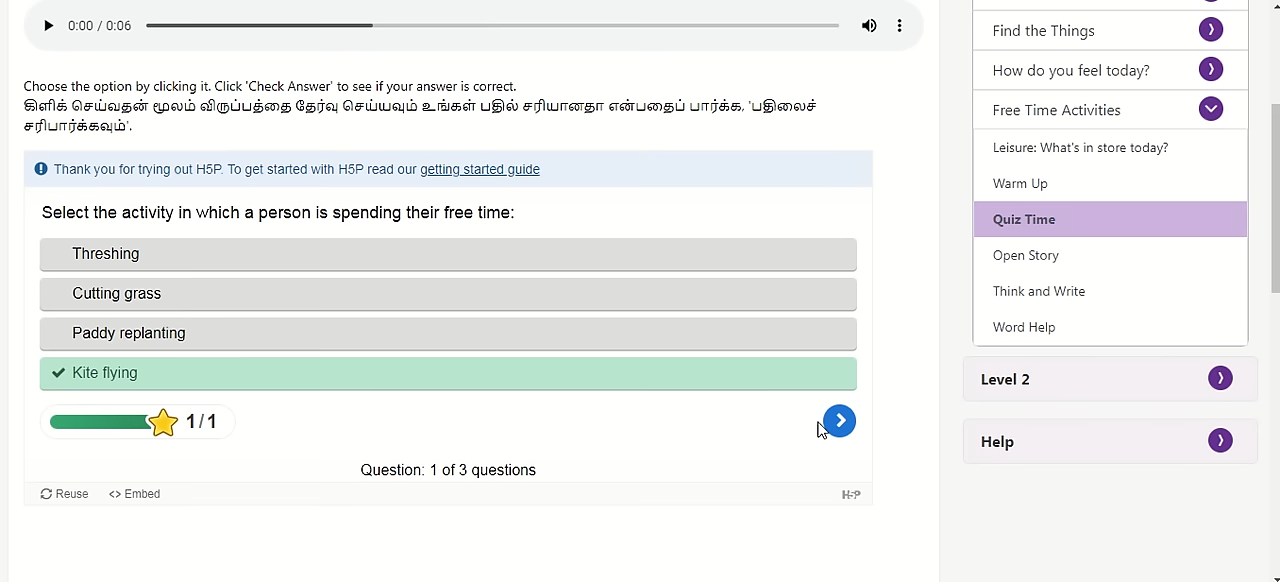 0:00 / 0:06
Choose the option by clicking it. Click 'Check Answer' to see if your answer is correct.
கிளிக் செய்வதன் மூலம் விருப்பத்தை தேர்வு செய்யவும் உங்கள் பதில் சரியானதா என்பதைப் பார்க்க, 'பதிலைச்
சரிபார்க்கவும்'.
Thank you for trying out H5P. To get started with H5P read our getting started guide
Select the activity in which a person is spending their free time:
Threshing
Cutting grass
Paddy replanting
Kite flying
1/1
Question: 1 of 3 questions
Reuse
<> Embed
H5P
Find the Things
How do you feel today?
Free Time Activities
Leisure: What's in store today?
Warm Up
Quiz Time
Open Story
Think and Write
Word Help
Level 2
Help